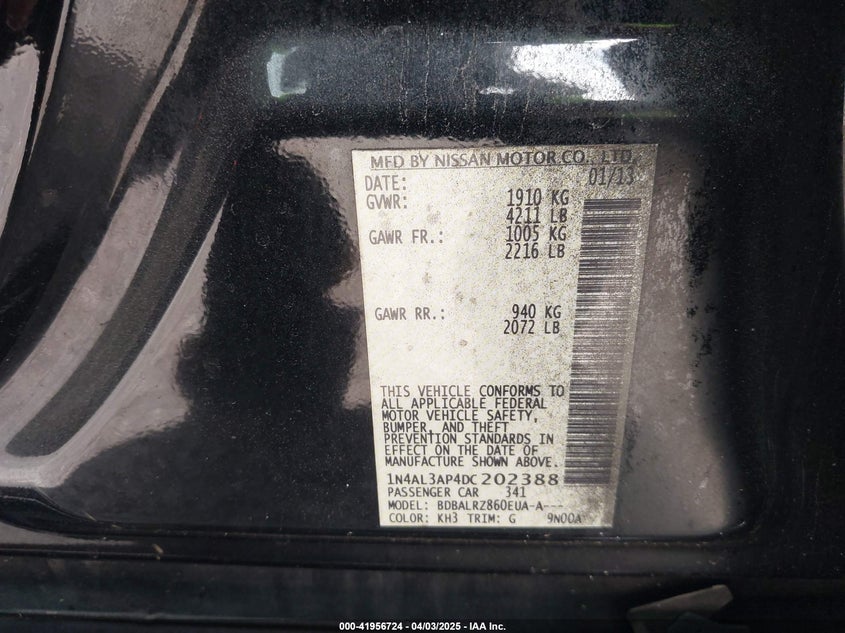 MFD BY NISSAN MOTOR CO., LTD.
DATE: 01/13
GVWR: 1910 KG
4211 LB
GAWR FR.: 1005 KG
2216 LB
GAWR RR.: 940 KG
2072 LB
THIS VEHICLE CONFORMS TO
ALL APPLICABLE FEDERAL
MOTOR VEHICLE SAFETY,
BUMPER, AND THEFT
PREVENTION STANDARDS IN
EFFECT ON THE DATE OF
MANUFACTURE SHOWN ABOVE.
1N4AL3AP4DC202388
PASSENGER CAR 341
MODEL: BDBALRZ860EUA-A---
COLOR: KH3 TRIM: G 9N00A
000-41956724 - 04/03/2025 - IAA Inc.